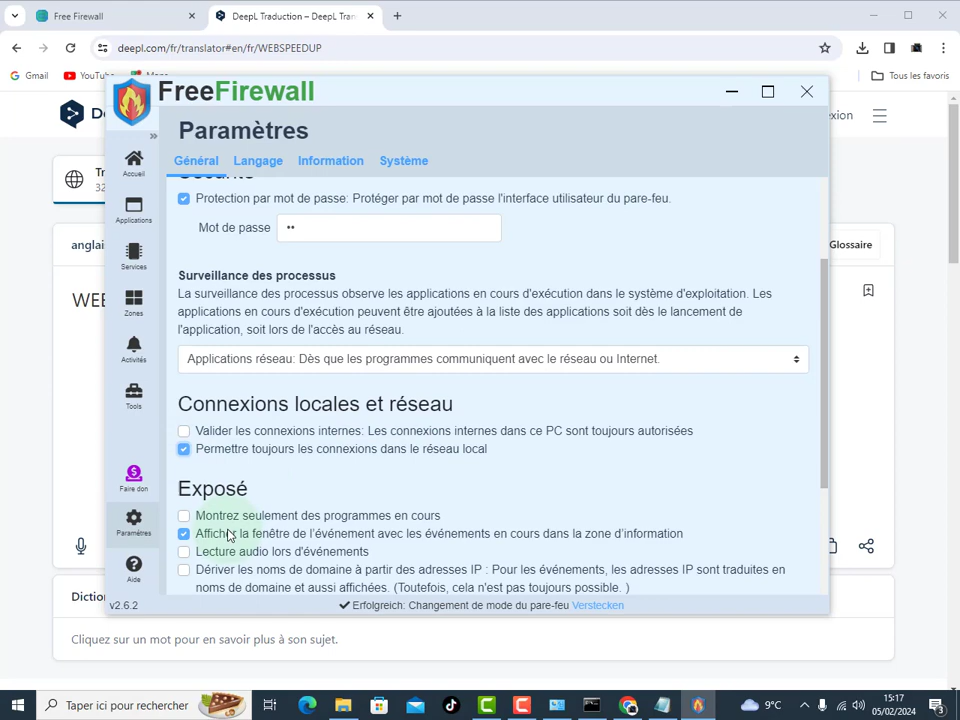 Free Firewall
DeepL Traduction – DeepL Tran
deepl.com/fr/translator#en/fr/WEBSPEEDUP
Gmail
YouTube
Maps
Tous les favoris
FreeFirewall
Paramètres
Général
Langage
Information
Système
Accueil
Applications
Services
Zones
Activités
Tools
Faire don
Paramètres
Aide
v2.6.2
Sécurité
Protection par mot de passe: Protéger par mot de passe l'interface utilisateur du pare-feu.
Mot de passe
••
Surveillance des processus
La surveillance des processus observe les applications en cours d'exécution dans le système d'exploitation. Les
applications en cours d'exécution peuvent être ajoutées à la liste des applications soit dès le lancement de
l'application, soit lors de l'accès au réseau.
Applications réseau: Dès que les programmes communiquent avec le réseau ou Internet.
Connexions locales et réseau
Valider les connexions internes: Les connexions internes dans ce PC sont toujours autorisées
Permettre toujours les connexions dans le réseau local
Exposé
Montrez seulement des programmes en cours
Afficher la fenêtre de l’événement avec les événements en cours dans la zone d’information
Lecture audio lors d'événements
Dériver les noms de domaine à partir des adresses IP : Pour les événements, les adresses IP sont traduites en
noms de domaine et aussi affichées. (Toutefois, cela n'est pas toujours possible. )
Erfolgreich: Changement de mode du pare-feu Verstecken
D
exion
Tr
32
anglai
Glossaire
WEE
Dictio
Cliquez sur un mot pour en savoir plus à son sujet.
Taper ici pour rechercher
9°C
15:17
05/02/2024
3